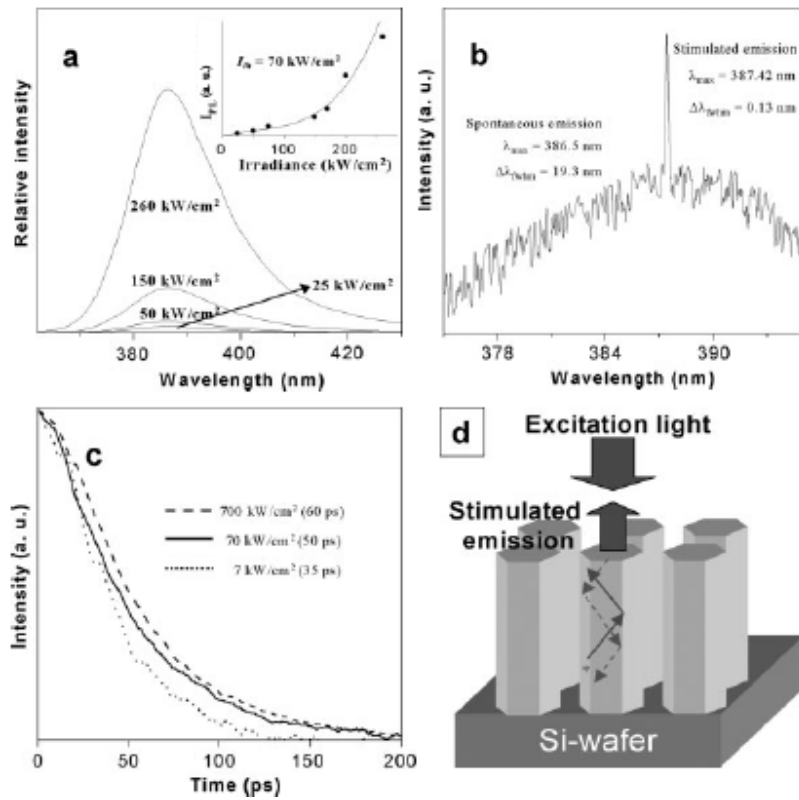 a
I_th = 70 kW/cm²
I_PL (a. u.)
0 100 200
Irradiance (kW/cm²)
Relative intensity
260 kW/cm²
150 kW/cm²
25 kW/cm²
50 kW/cm²
380 400 420
Wavelength (nm)
b
Stimulated emission
λmax = 387.42 nm
Δλfwhm = 0.13 nm
Spontaneous emission
λmax = 386.5 nm
Δλfwhm = 19.3 nm
Intensity (a. u.)
378 384 390
Wavelength (nm)
c
700 kW/cm² (60 ps)
70 kW/cm² (50 ps)
7 kW/cm² (35 ps)
Intensity (a. u.)
0 50 100 150 200
Time (ps)
d
Excitation light
Stimulated
emission
Si-wafer